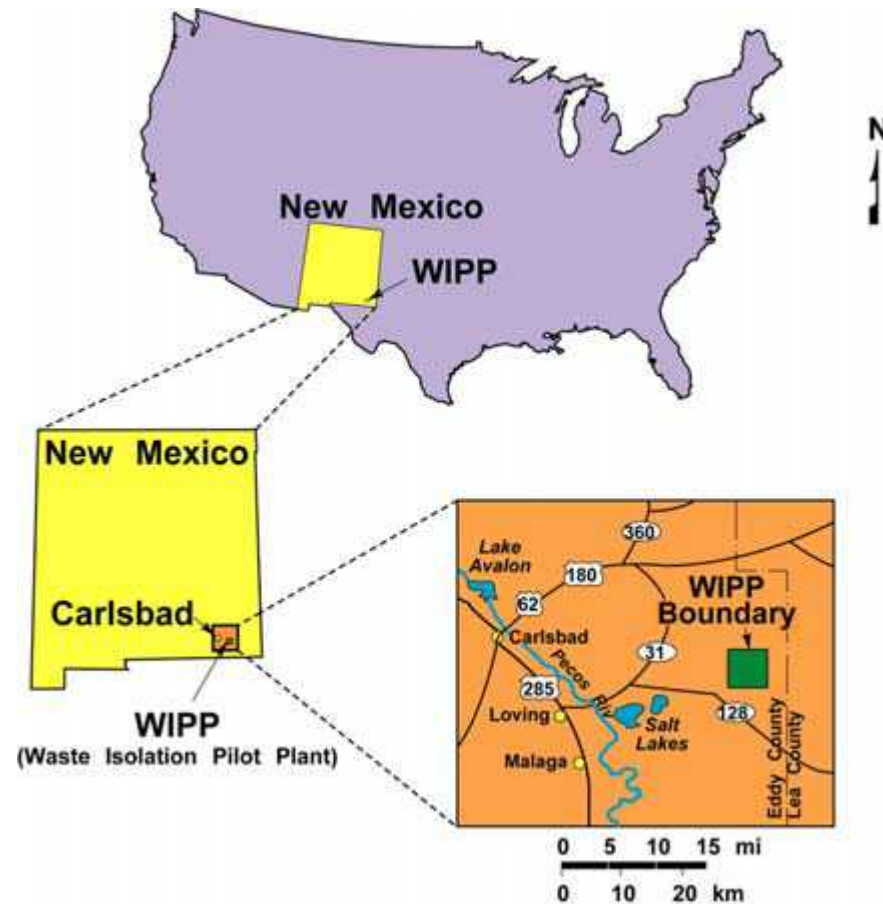 N
New Mexico
WIPP
New Mexico
Carlsbad
WIPP
(Waste Isolation Pilot Plant)
360
Lake
Avalon
180
62
WIPP
Boundary
Carlsbad
31
Pecos Riv
285
Loving
128
Salt
Lakes
Malaga
Eddy County
Lea County
0 5 10 15 mi
0 10 20 km